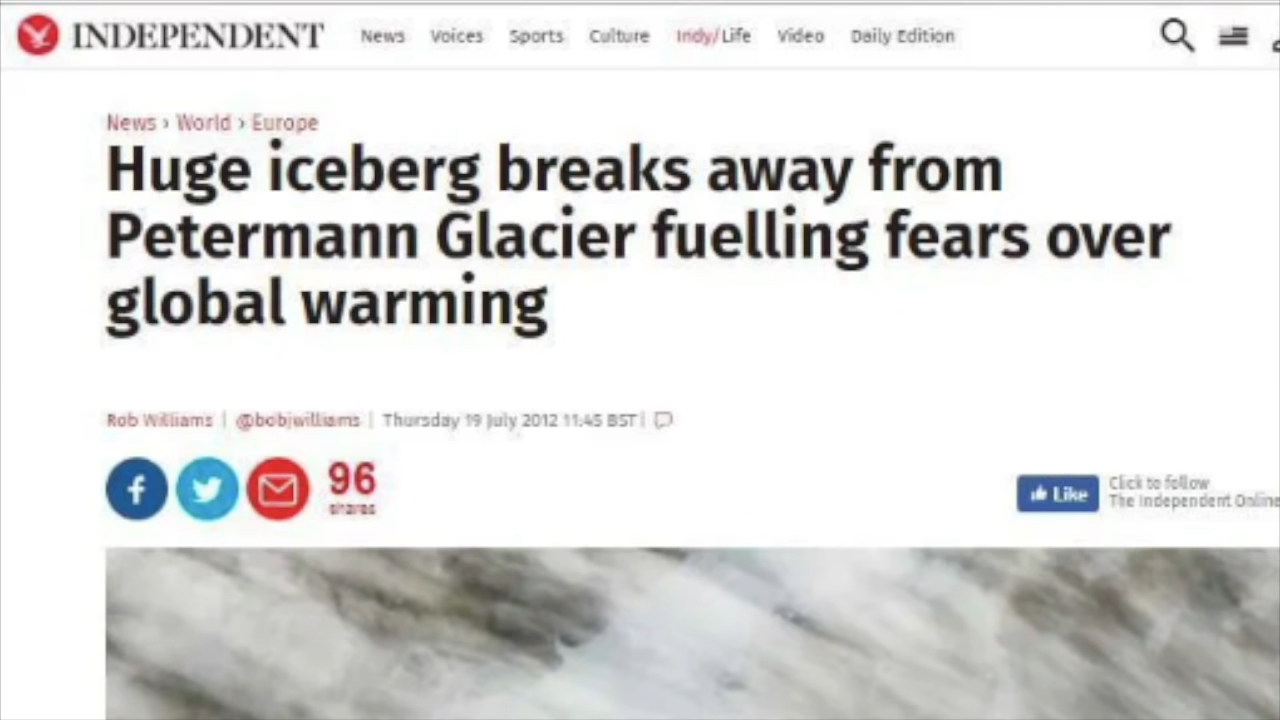 INDEPENDENT News Voices Sports Culture Indy/Life Video Daily Edition
News › World › Europe
Huge iceberg breaks away from
Petermann Glacier fuelling fears over
global warming
Rob Williams | @bobjwilliams | Thursday 19 July 2012 11:45 BST |
f 96
shares
Like
Click to follow
The Independent Online